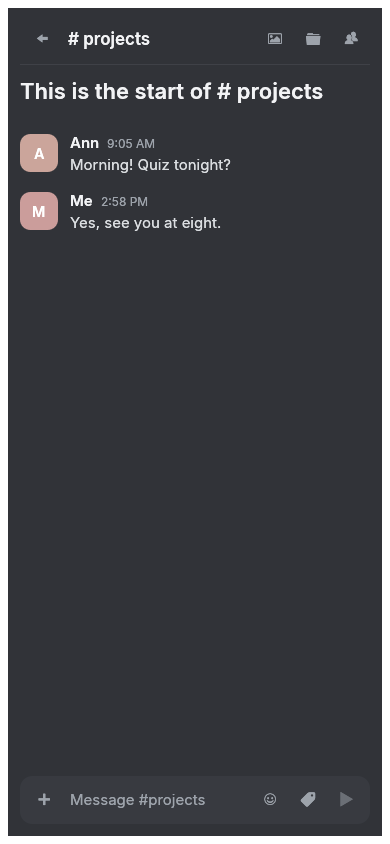 # projects
This is the start of # projects
A
Ann 9:05 AM
Morning! Quiz tonight?
M
Me 2:58 PM
Yes, see you at eight.
Message #projects